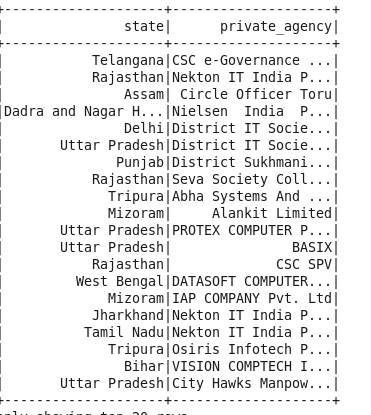 +--------------------+--------------------+
|               state|      private_agency|
+--------------------+--------------------+
|           Telangana|CSC e-Governance ...|
|           Rajasthan|Nekton IT India P...|
|               Assam| Circle Officer Toru|
|Dadra and Nagar H...|Nielsen  India  P...|
|               Delhi|District IT Socie...|
|       Uttar Pradesh|District IT Socie...|
|              Punjab|District Sukhmani...|
|           Rajasthan|Seva Society Coll...|
|             Tripura|Abha Systems And ...|
|             Mizoram|     Alankit Limited|
|       Uttar Pradesh|PROTEX COMPUTER P...|
|       Uttar Pradesh|               BASIX|
|           Rajasthan|             CSC SPV|
|         West Bengal|DATASOFT COMPUTER...|
|             Mizoram|IAP COMPANY Pvt. Ltd|
|           Jharkhand|Nekton IT India P...|
|          Tamil Nadu|Nekton IT India P...|
|             Tripura|Osiris Infotech P...|
|               Bihar|VISION COMPTECH I...|
|       Uttar Pradesh|City Hawks Manpow...|
+--------------------+--------------------+
showing top 20 rows